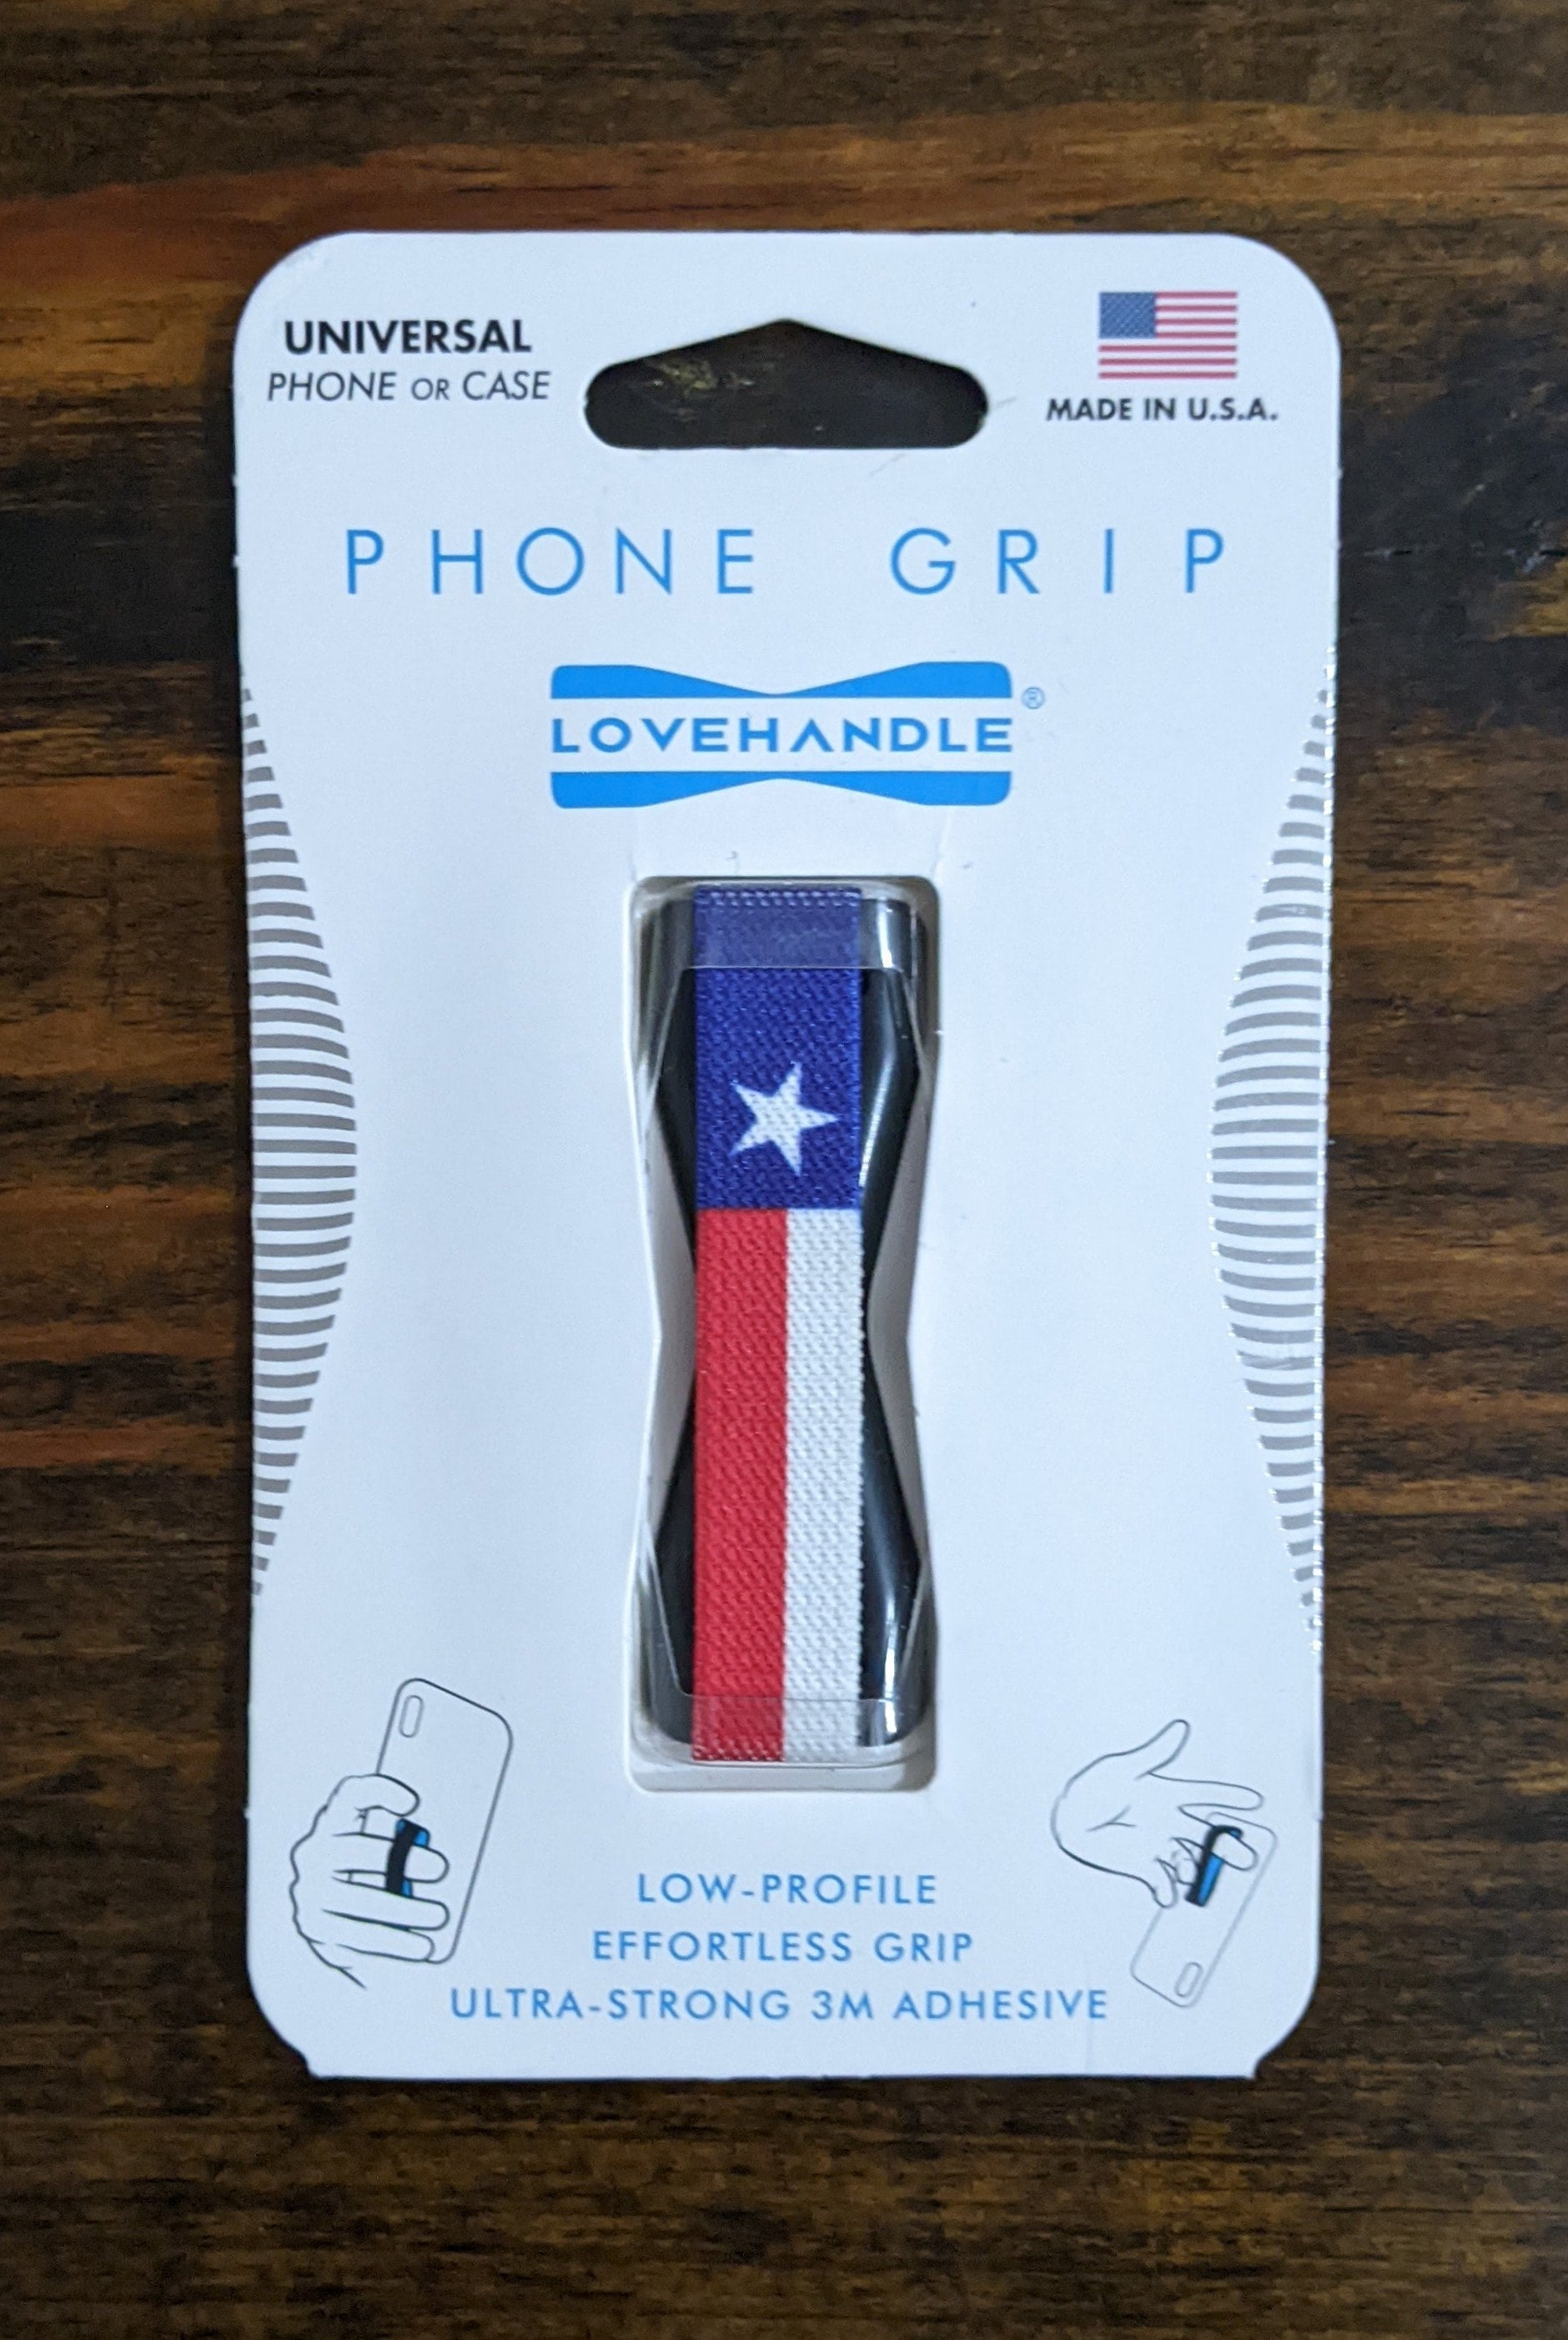 UNIVERSAL
PHONE OR CASE
MADE IN U.S.A.
PHONE GRIP
LOVEHANDLE®
LOW-PROFILE
EFFORTLESS GRIP
ULTRA-STRONG 3M ADHESIVE